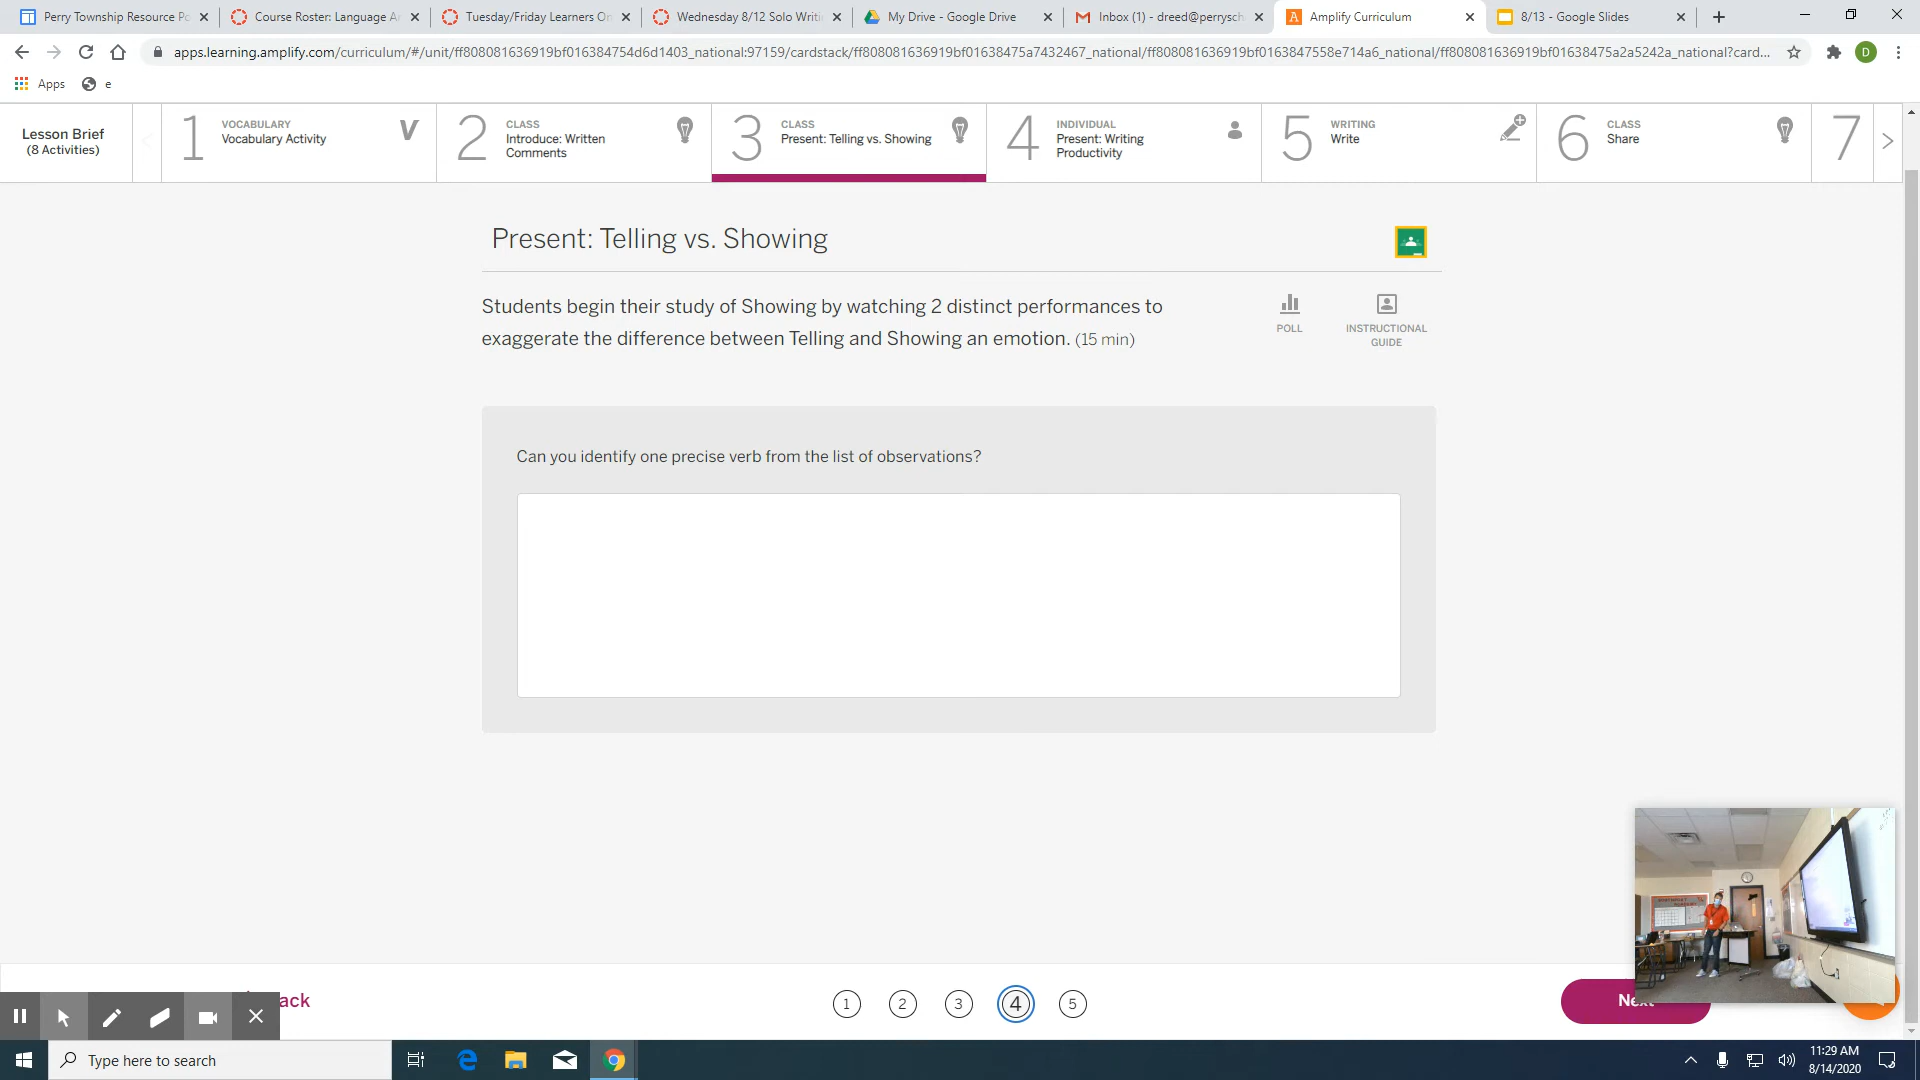 Perry Township Resource Po
Course Roster: Language Ar
Tuesday/Friday Learners On
Wednesday 8/12 Solo Writi
My Drive - Google Drive
Inbox (1) - dreed@perrysch
Amplify Curriculum
8/13 - Google Slides
apps.learning.amplify.com/curriculum/#/unit/ff808081636919bf016384754d6d1403_national:97159/cardstack/ff808081636919bf01638475a7432467_national/ff808081636919bf0163847558e714a6_national/ff808081636919bf01638475a2a5242a_national?card...
D
Apps
e
Lesson Brief
(8 Activities)
1
VOCABULARY
Vocabulary Activity
V
2
CLASS
Introduce: Written
Comments
3
CLASS
Present: Telling vs. Showing
4
INDIVIDUAL
Present: Writing
Productivity
5
WRITING
Write
6
CLASS
Share
7
Present: Telling vs. Showing
Students begin their study of Showing by watching 2 distinct performances to
exaggerate the difference between Telling and Showing an emotion. (15 min)
POLL
INSTRUCTIONAL
GUIDE
Can you identify one precise verb from the list of observations?
ack
1 2 3 4 5
Next
Type here to search
11:29 AM
8/14/2020